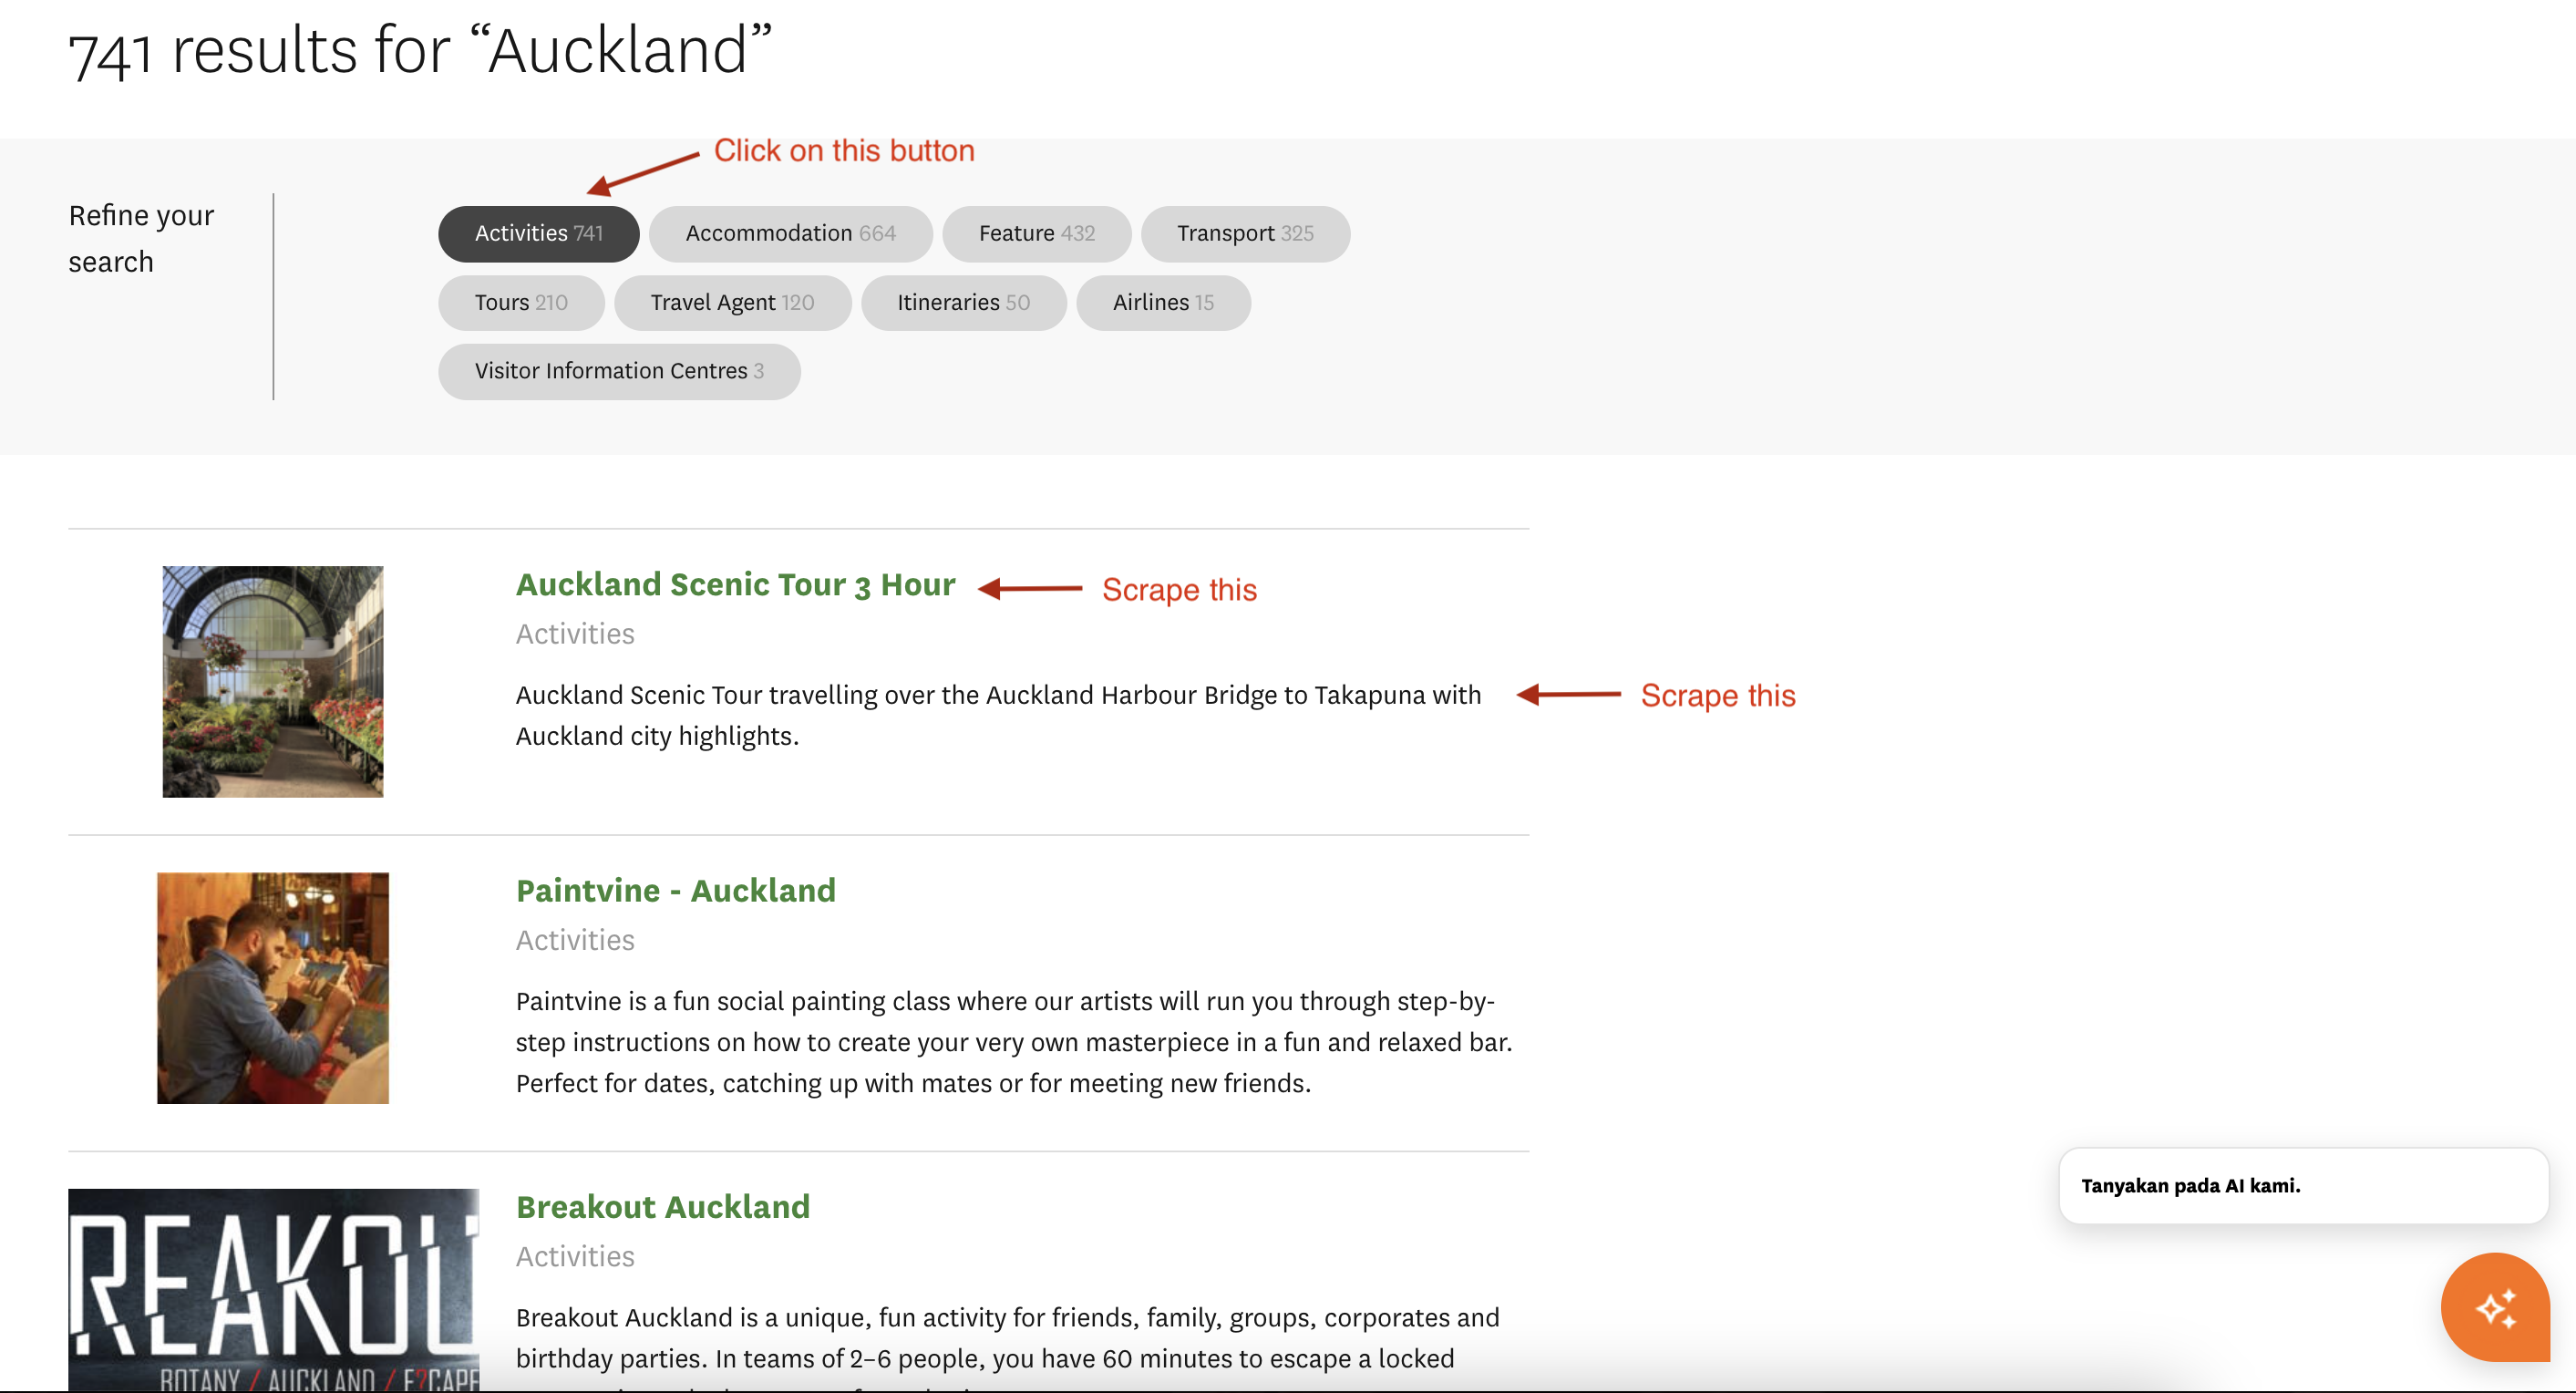 741 results for “Auckland”
Click on this button
Refine your
search
Activities 741
Accommodation 664
Feature 432
Transport 325
Tours 210
Travel Agent 120
Itineraries 50
Airlines 15
Visitor Information Centres 3
Auckland Scenic Tour 3 Hour
Scrape this
Activities
Auckland Scenic Tour travelling over the Auckland Harbour Bridge to Takapuna with
Auckland city highlights.
Scrape this
Paintvine - Auckland
Activities
Paintvine is a fun social painting class where our artists will run you through step-by-
step instructions on how to create your very own masterpiece in a fun and relaxed bar.
Perfect for dates, catching up with mates or for meeting new friends.
Tanyakan pada AI kami.
REAKOU
BOTANY / AUCKLAND / E?CAPE
Breakout Auckland
Activities
Breakout Auckland is a unique, fun activity for friends, family, groups, corporates and
birthday parties. In teams of 2–6 people, you have 60 minutes to escape a locked